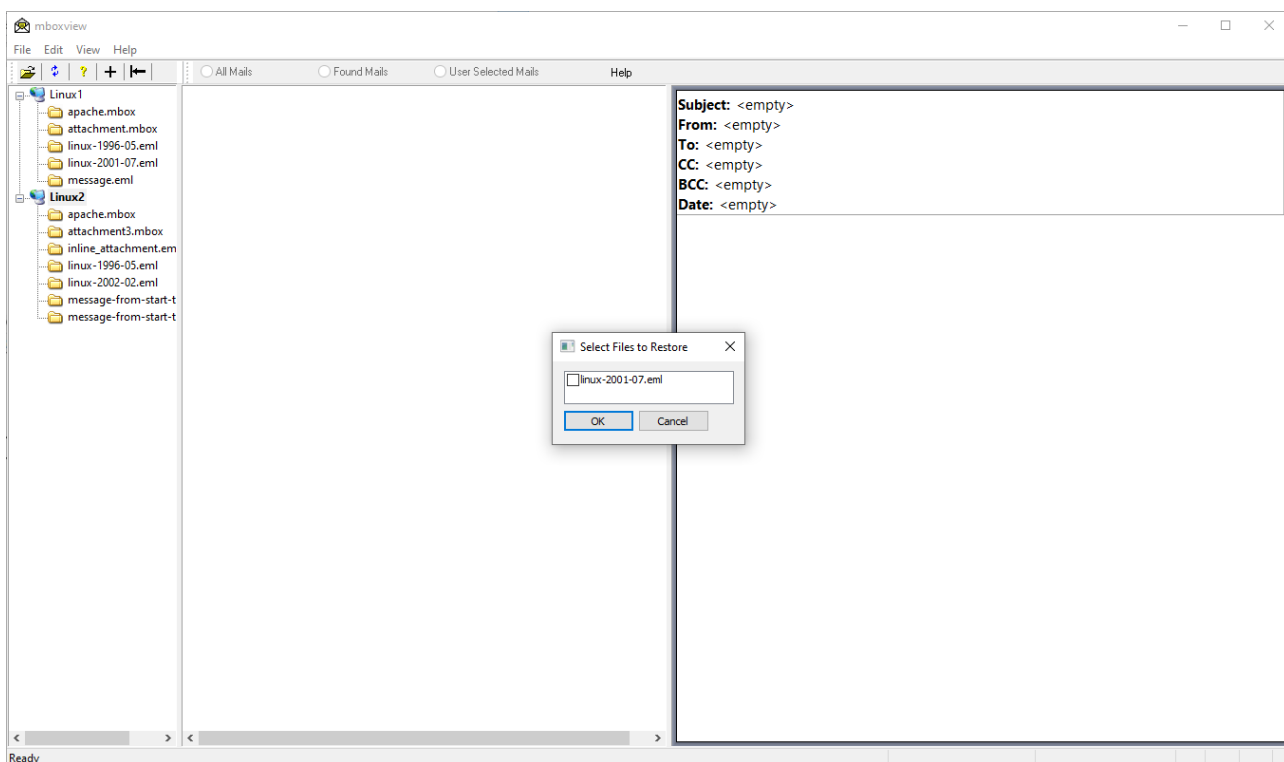 mboxview
File Edit View Help
? All Mails Found Mails User Selected Mails Help
Linux1
apache.mbox
attachment.mbox
linux-1996-05.eml
linux-2001-07.eml
message.eml
Linux2
apache.mbox
attachment3.mbox
inline_attachment.em
linux-1996-05.eml
linux-2002-02.eml
message-from-start-t
message-from-start-t
Subject: <empty>
From: <empty>
To: <empty>
CC: <empty>
BCC: <empty>
Date: <empty>
Select Files to Restore
linux-2001-07.eml
OK Cancel
Ready